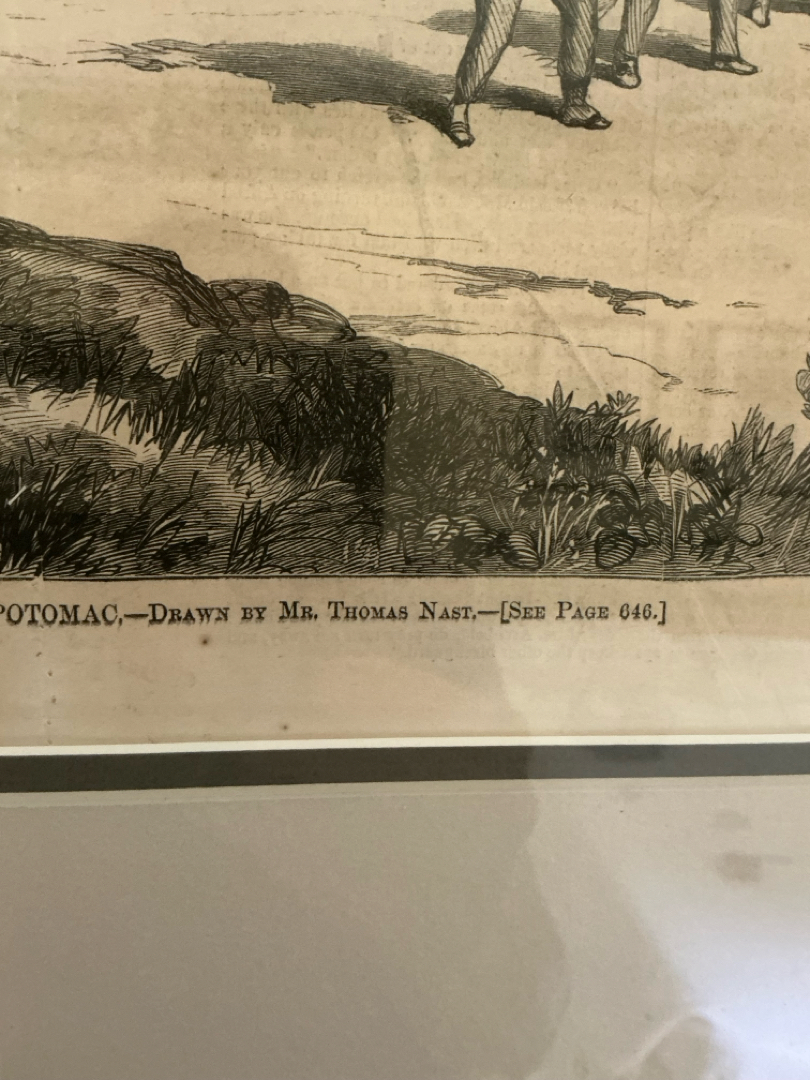 POTOMAC.—Drawn by Mr. Thomas Nast.—[See Page 646.]